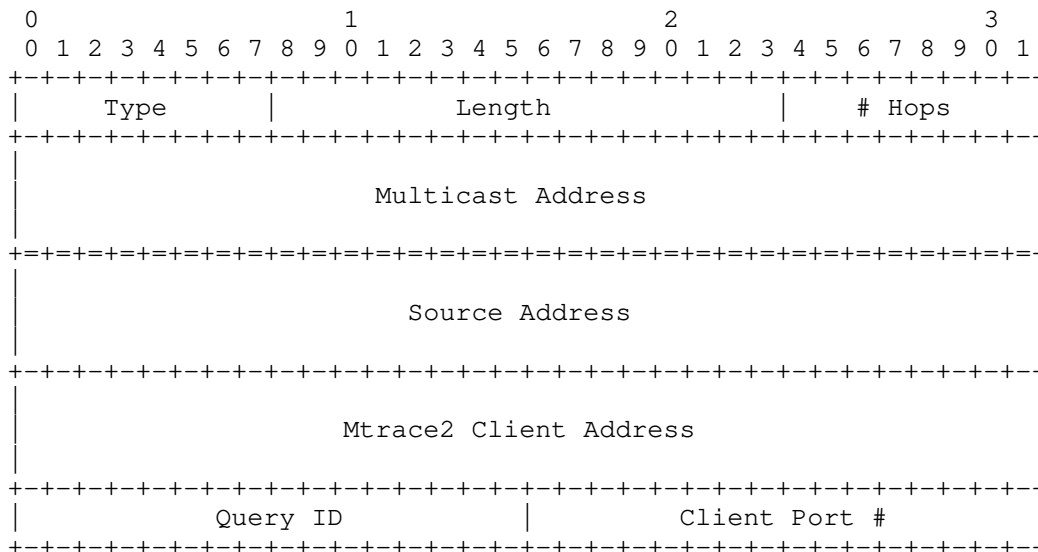 0                   1                   2                   3
0 1 2 3 4 5 6 7 8 9 0 1 2 3 4 5 6 7 8 9 0 1 2 3 4 5 6 7 8 9 0 1
+-+-+-+-+-+-+-+-+-+-+-+-+-+-+-+-+-+-+-+-+-+-+-+-+-+-+-+-+-+-+-+-
|     Type      |           Length              |    # Hops
+-+-+-+-+-+-+-+-+-+-+-+-+-+-+-+-+-+-+-+-+-+-+-+-+-+-+-+-+-+-+-+-
|
|                      Multicast Address
|
+=+=+=+=+=+=+=+=+=+=+=+=+=+=+=+=+=+=+=+=+=+=+=+=+=+=+=+=+=+=+=+-
|
|                        Source Address
|
+-+-+-+-+-+-+-+-+-+-+-+-+-+-+-+-+-+-+-+-+-+-+-+-+-+-+-+-+-+-+-+-
|
|                    Mtrace2 Client Address
|
+-+-+-+-+-+-+-+-+-+-+-+-+-+-+-+-+-+-+-+-+-+-+-+-+-+-+-+-+-+-+-+-
|            Query ID           |         Client Port #
+-+-+-+-+-+-+-+-+-+-+-+-+-+-+-+-+-+-+-+-+-+-+-+-+-+-+-+-+-+-+-+-